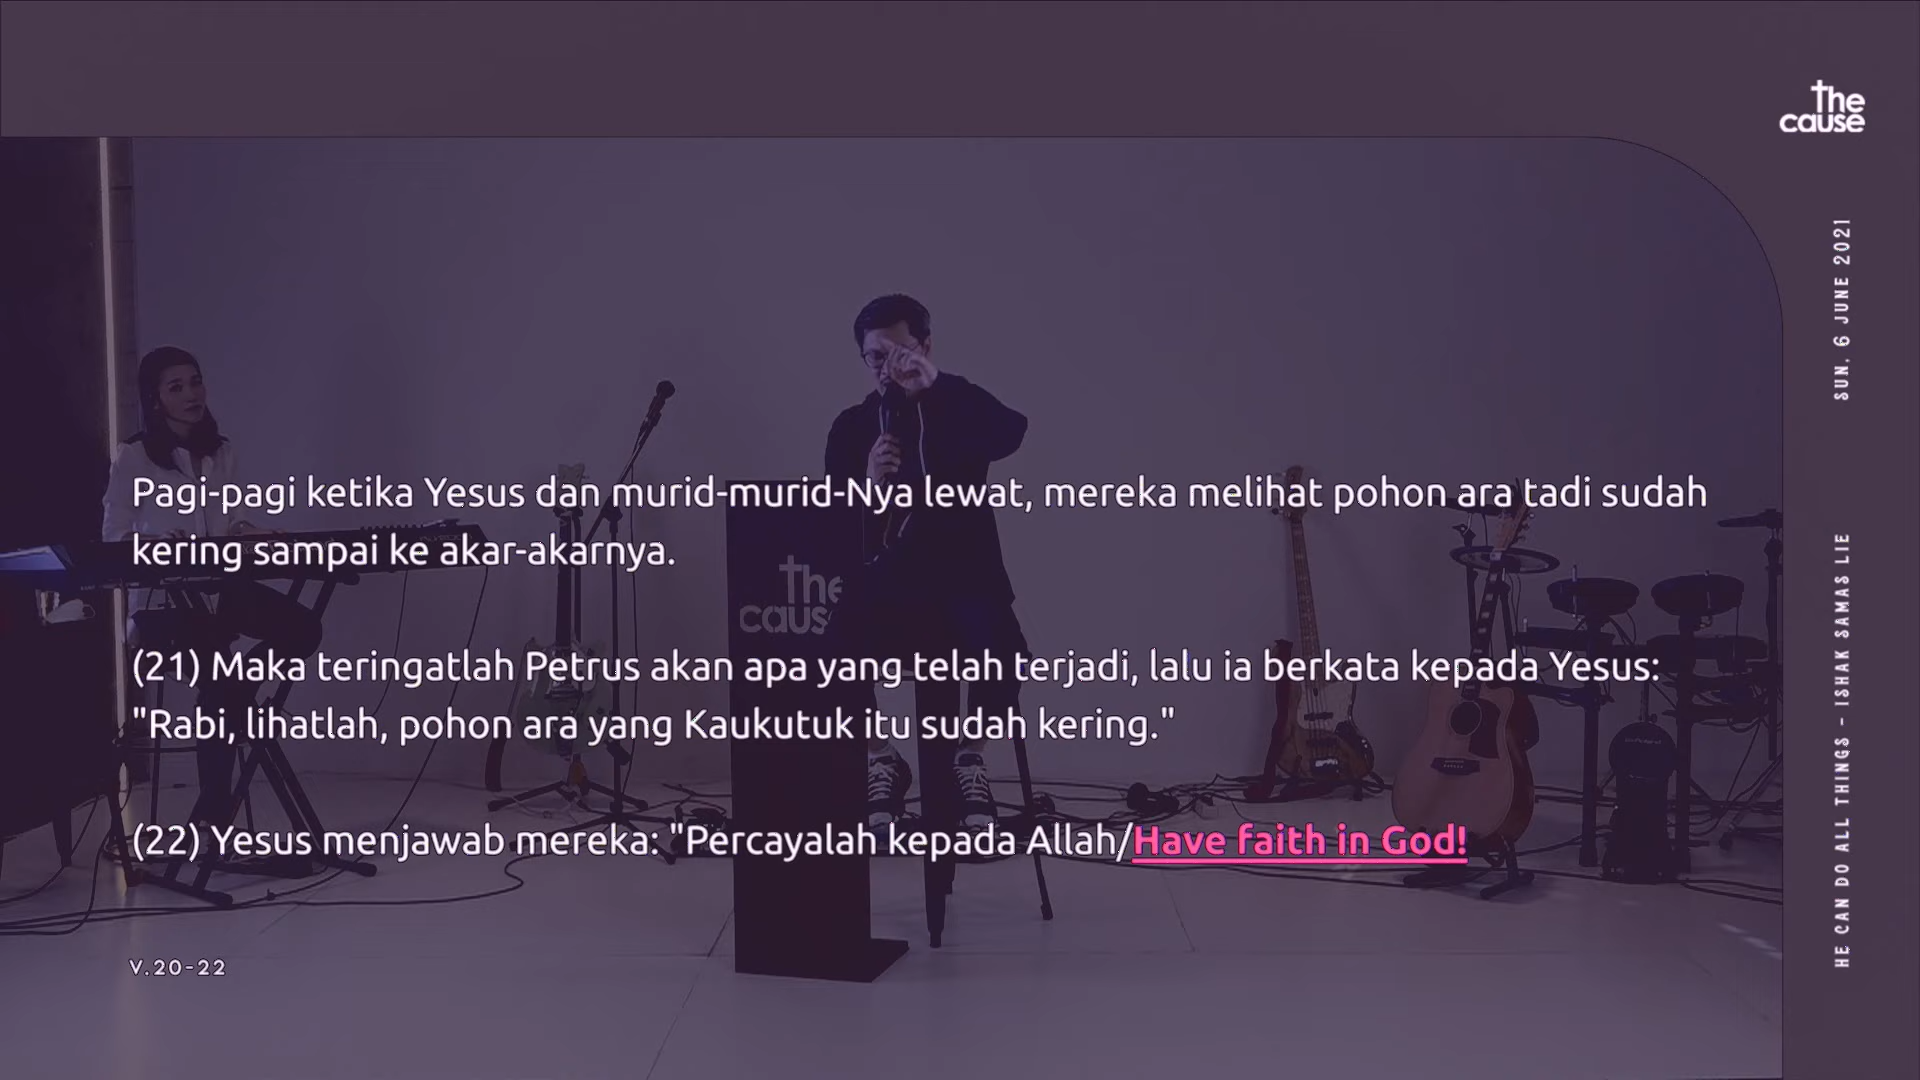 the
cause
SUN. 6 JUNE 2021
Pagi-pagi ketika Yesus dan murid-murid-Nya lewat, mereka melihat pohon ara tadi sudah
kering sampai ke akar-akarnya.
the
caus
(21) Maka teringatlah Petrus akan apa yang telah terjadi, lalu ia berkata kepada Yesus:
"Rabi, lihatlah, pohon ara yang Kaukutuk itu sudah kering."
(22) Yesus menjawab mereka: "Percayalah kepada Allah/Have faith in God!
HE CAN DO ALL THINGS - ISHAK SAMAS LIE
V.20-22